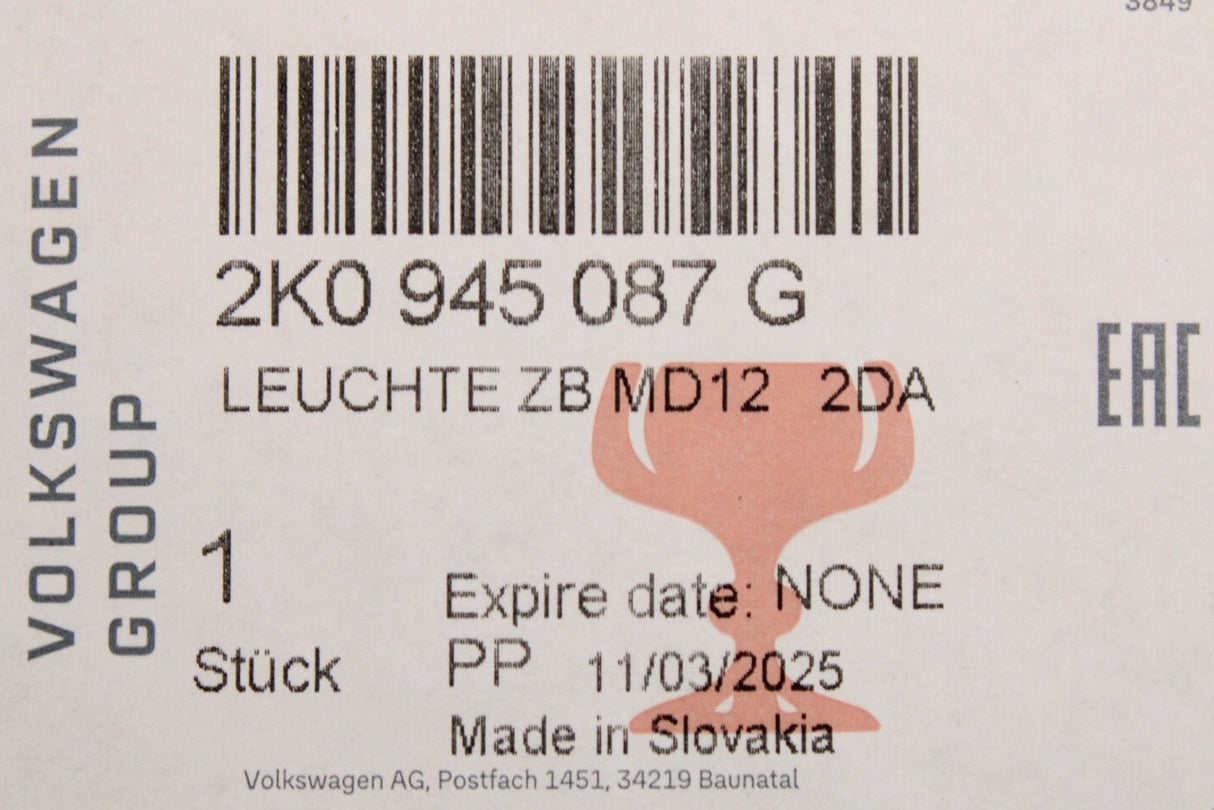 3849
VOLKSWAGEN
GROUP
2K0 945 087 G
LEUCHTE ZB MD12 2DA
EAC
1
Stück
Expire date: NONE
PP 11/03/2025
Made in Slovakia
Volkswagen AG, Postfach 1451, 34219 Baunatal